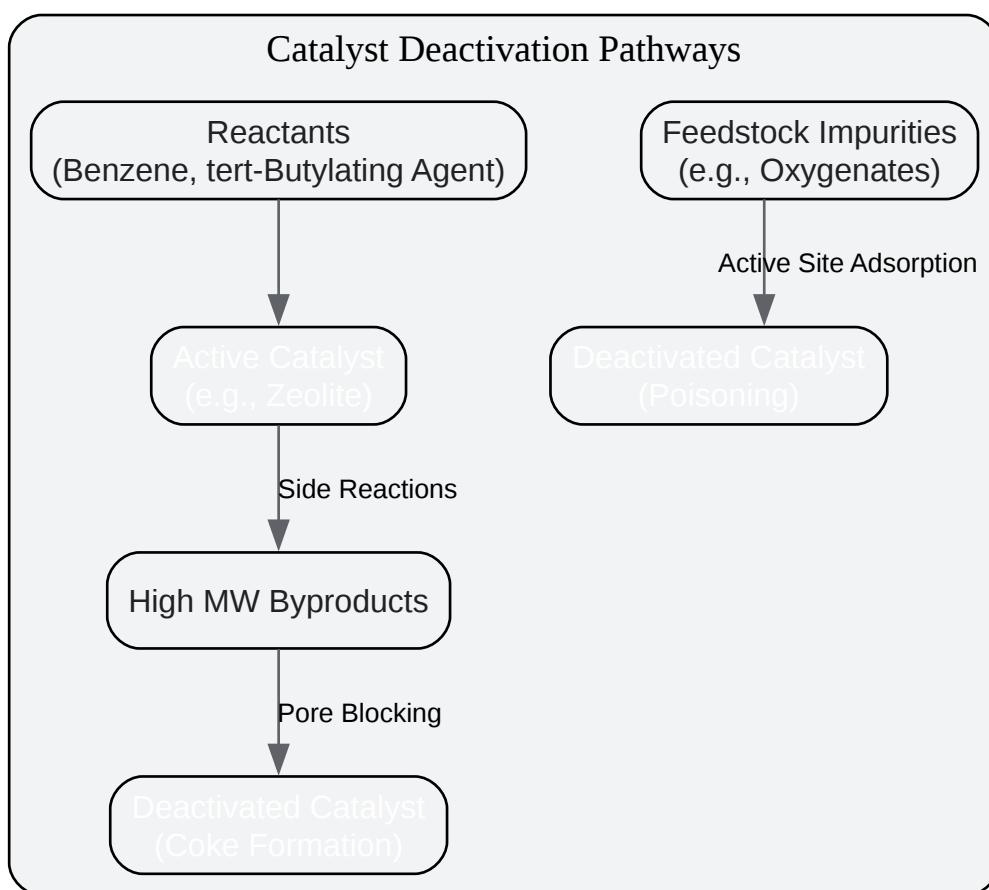 Catalyst Deactivation Pathways
Reactants
(Benzene, tert-Butylating Agent)
Feedstock Impurities
(e.g., Oxygenates)
Active Site Adsorption
Active Catalyst
(e.g., Zeolite)
Deactivated Catalyst
(Poisoning)
Side Reactions
High MW Byproducts
Pore Blocking
Deactivated Catalyst
(Coke Formation)